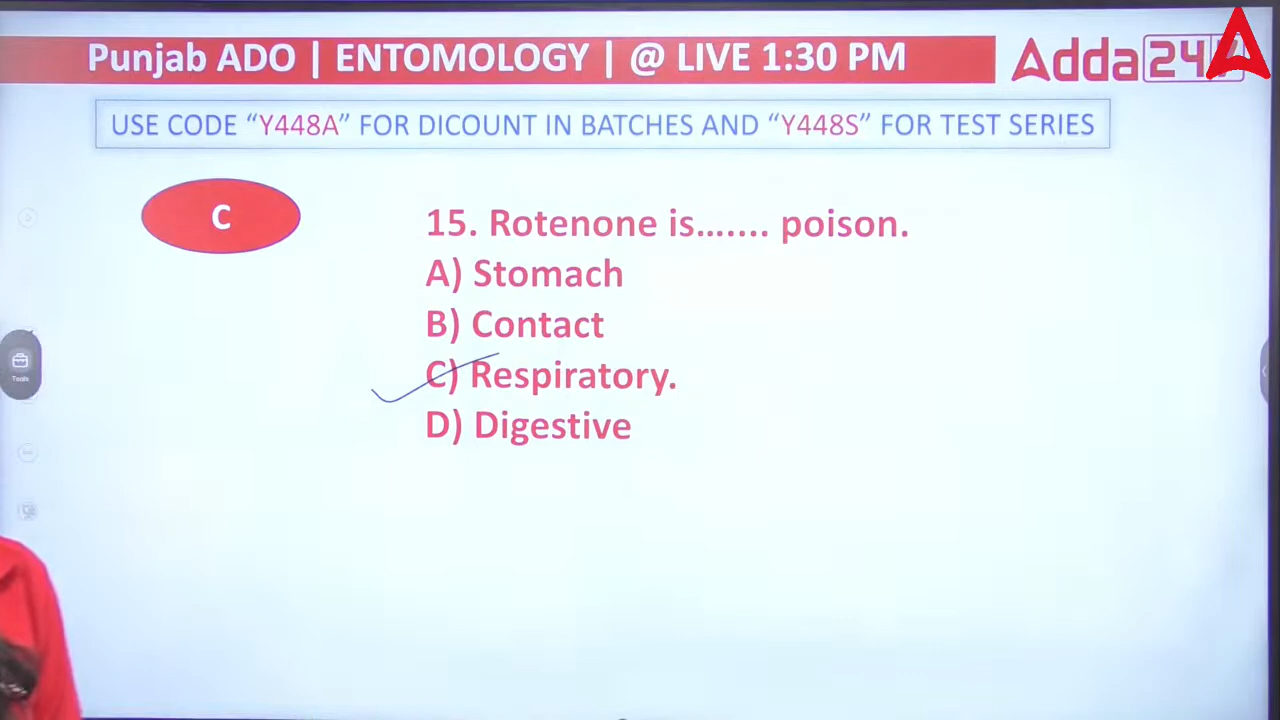 Punjab ADO | ENTOMOLOGY | @ LIVE 1:30 PM
Adda247
USE CODE “Y448A” FOR DICOUNT IN BATCHES AND “Y448S” FOR TEST SERIES
C
15. Rotenone is....... poison.
A) Stomach
B) Contact
C) Respiratory.
D) Digestive
Tools